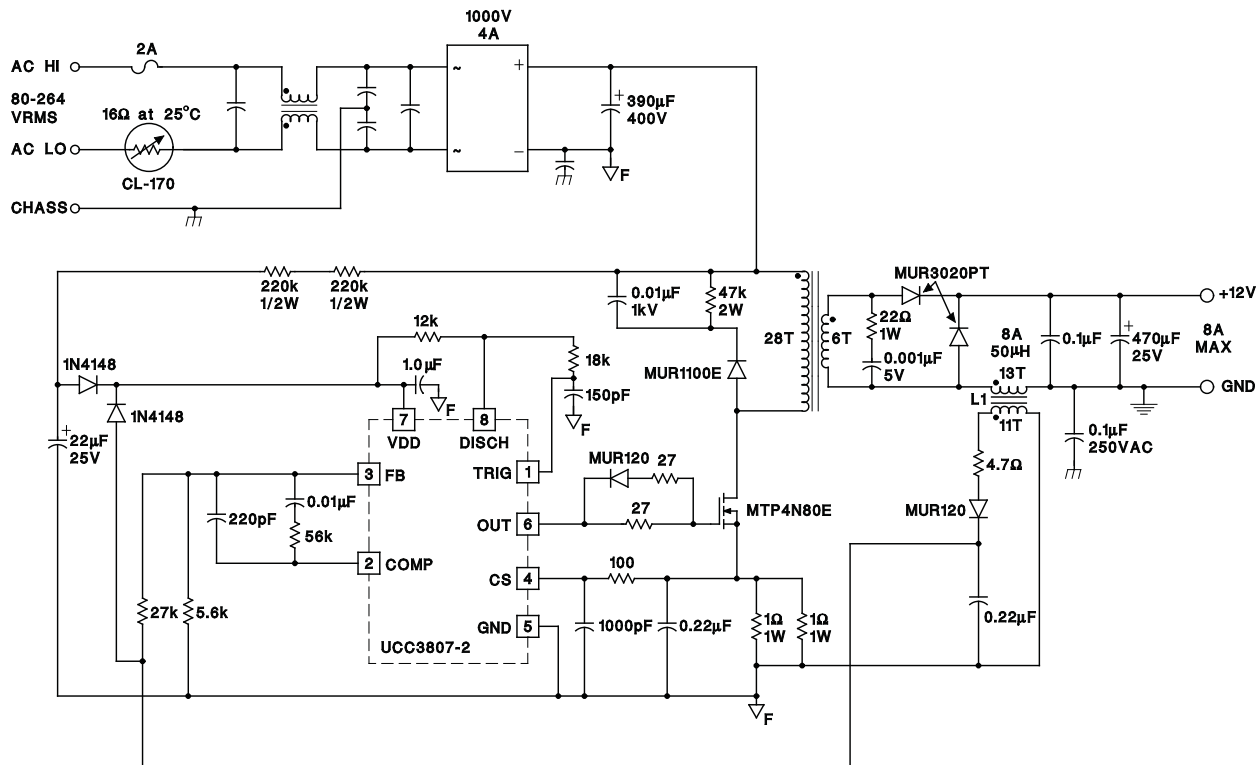 1000V
4A
2A
AC HI
~
+
80-264
VRMS
16Ω at 25°C
+
390µF
400V
AC LO
~
−
F
CL-170
CHASS
220k
1/2W
220k
1/2W
0.01µF
1kV
47k
2W
MUR3020PT
+12V
28T
6T
22Ω
1W
0.001µF
5V
8A
50µH
13T
0.1µF
+
470µF
25V
8A
MAX
12k
18k
MUR1100E
1N4148
1.0µF
F
150pF
F
L1
11T
GND
1N4148
+
22µF
25V
7
VDD
8
DISCH
0.1µF
250VAC
3
FB
TRIG
1
MUR120
27
4.7Ω
220pF
0.01µF
56k
OUT
6
27
MTP4N80E
MUR120
2
COMP
CS
4
100
27k
5.6k
GND
5
1000pF
0.22µF
1Ω
1W
1Ω
1W
0.22µF
UCC3807-2
F